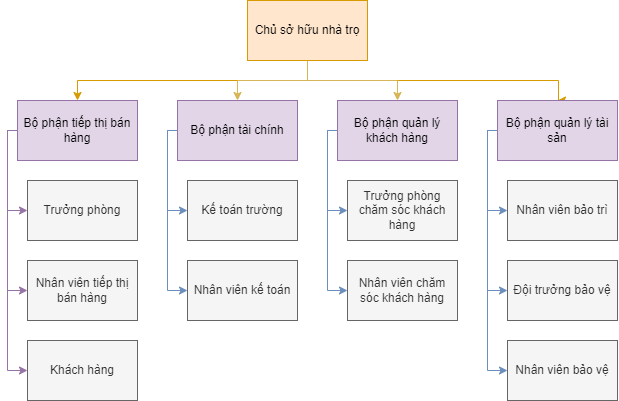 Chủ sở hữu nhà trọ
Bộ phận tiếp thị bán
hàng
Bộ phận tài chính
Bộ phận quản lý
khách hàng
Bộ phận quản lý tài
sản
Trưởng phòng
Kế toán trường
Trưởng phòng
chăm sóc khách
hàng
Nhân viên bảo trì
Nhân viên tiếp thị
bán hàng
Nhân viên kế toán
Nhân viên chăm
sóc khách hàng
Đội trưởng bảo vệ
Khách hàng
Nhân viên bảo vệ